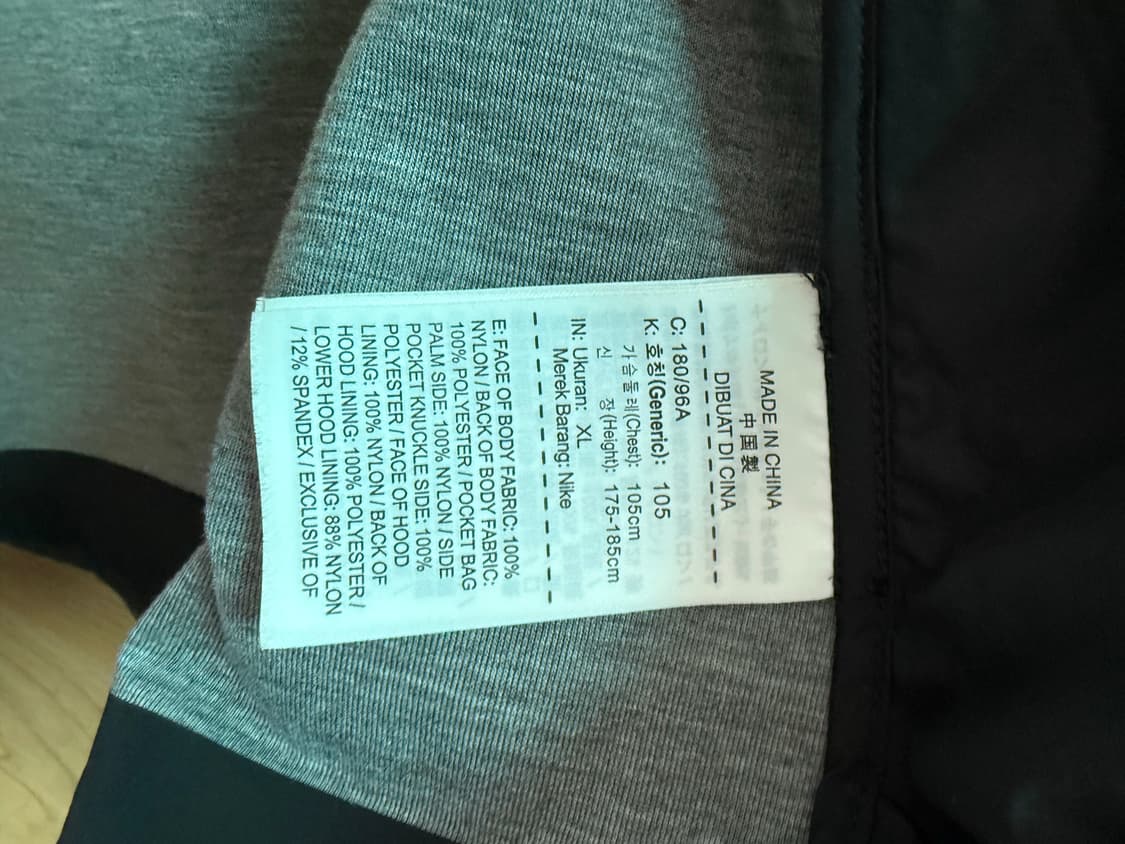 MADE IN CHINA
中国製
DIBUAT DI CINA
C: 180/96A
K: 호칭(Generic): 105
가슴둘레(Chest): 105cm
신 장(Height): 175-185cm
IN: Ukuran: XL
Merek Barang: Nike
E: FACE OF BODY FABRIC: 100%
NYLON / BACK OF BODY FABRIC:
100% POLYESTER / POCKET BAG
PALM SIDE: 100% NYLON / SIDE
POCKET KNUCKLE SIDE: 100%
POLYESTER / FACE OF HOOD
LINING: 100% NYLON / BACK OF
HOOD LINING: 100% POLYESTER /
LOWER HOOD LINING: 88% NYLON
/ 12% SPANDEX / EXCLUSIVE OF